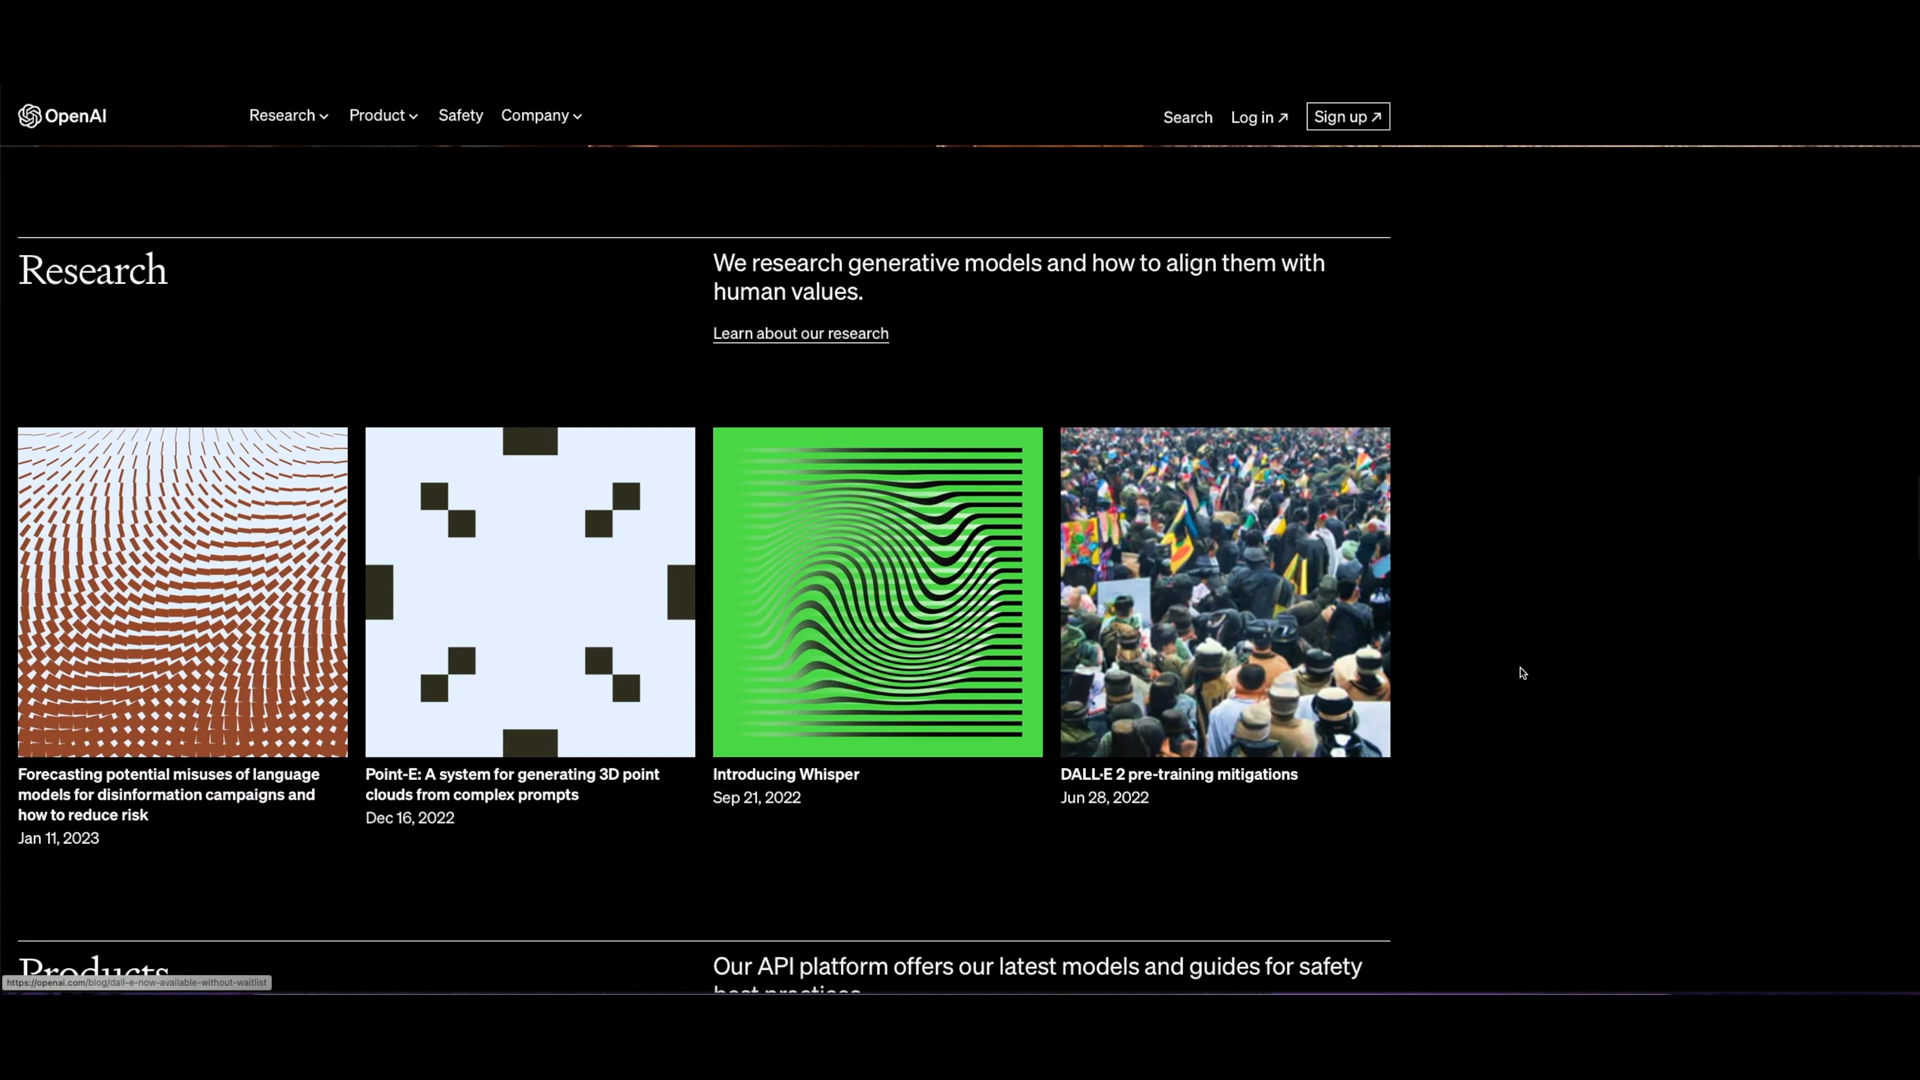 OpenAI
Research
Product
Safety
Company
Search
Log in
Sign up
Research
We research generative models and how to align them with
human values.
Learn about our research
Forecasting potential misuses of language
models for disinformation campaigns and
how to reduce risk
Jan 11, 2023
Point-E: A system for generating 3D point
clouds from complex prompts
Dec 16, 2022
Introducing Whisper
Sep 21, 2022
DALL·E 2 pre-training mitigations
Jun 28, 2022
Products
Our API platform offers our latest models and guides for safety
best practices.
https://openai.com/blog/dall-e-now-available-without-waitlist